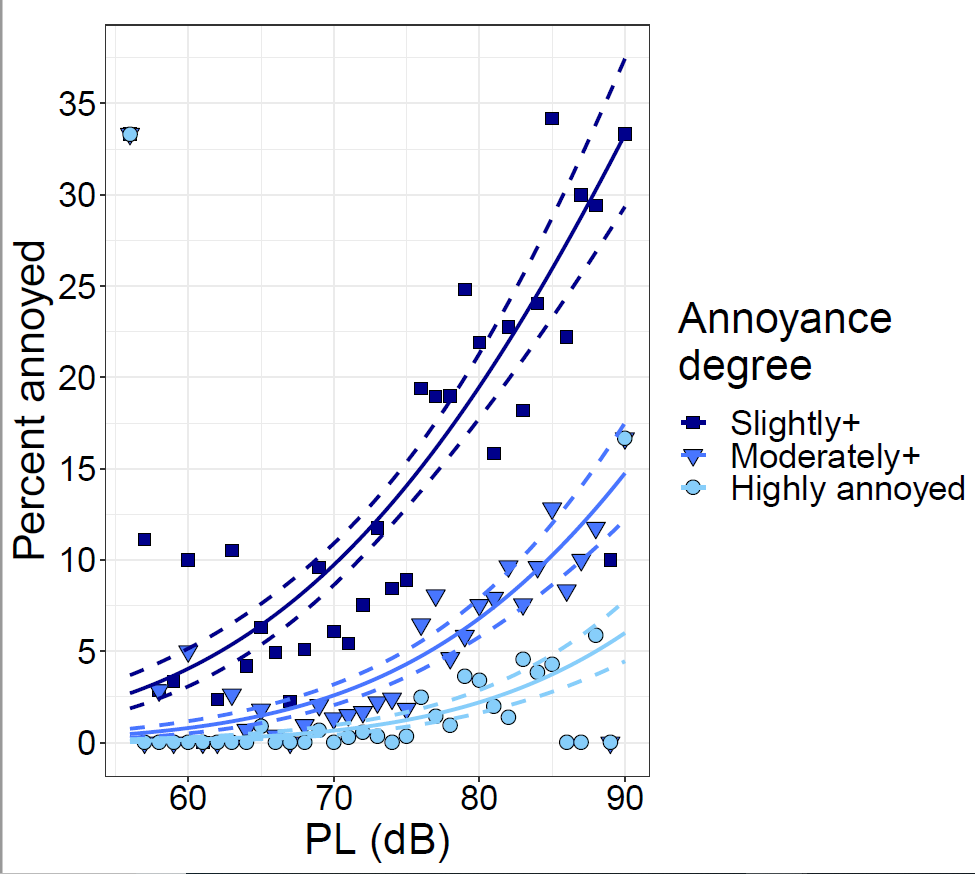 35
30
25
20
15
10
5
0
Percent annoyed
60 70 80 90
PL (dB)
Annoyance
degree
Slightly+
Moderately+
Highly annoyed